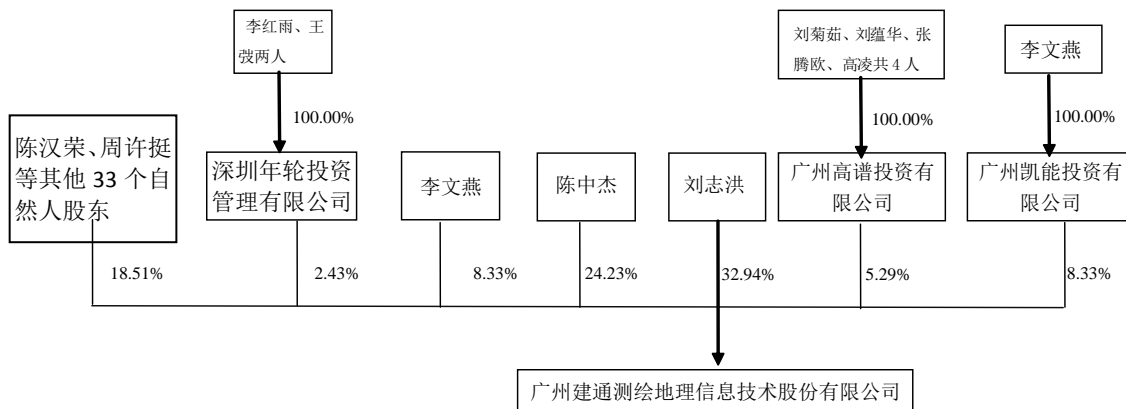 李红雨、王
弢两人
刘菊茹、刘蕴华、张
腾欧、高凌共 4 人
李文燕
100.00%
100.00%
100.00%
陈汉荣、周许挺
等其他 33 个自
然人股东
深圳年轮投资
管理有限公司
李文燕
陈中杰
刘志洪
广州高谱投资有
限公司
广州凯能投资有
限公司
18.51%
2.43%
8.33%
24.23%
32.94%
5.29%
8.33%
广州建通测绘地理信息技术股份有限公司